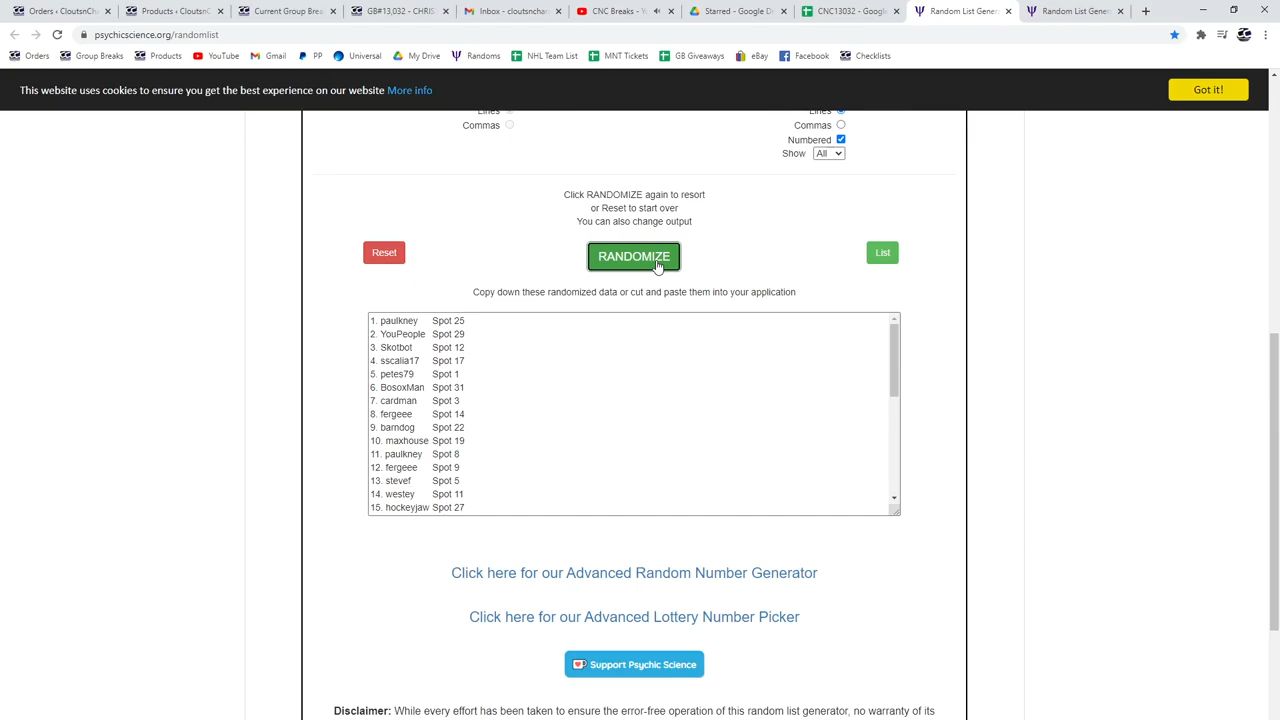 Orders ‹ CloutsnCh
Products ‹ CloutsC
Current Group Brea
GB#13,032 - CHRIS
Inbox - cloutsnchar
CNC Breaks - Y
Starred - Google D
CNC13032 - Google
Random List Gener
Random List Genera
psychicscience.org/randomlist
Orders
Group Breaks
Products
YouTube
Gmail
PP
Universal
My Drive
Randoms
NHL Team List
MNT Tickets
GB Giveaways
eBay
Facebook
Checklists
This website uses cookies to ensure you get the best experience on our website More info
Got it!
Lines
Lines
Commas
Commas
Numbered
Show All
Click RANDOMIZE again to resort
or Reset to start over
You can also change output
Reset
RANDOMIZE
List
Copy down these randomized data or cut and paste them into your application
1. paulkney Spot 25
2. YouPeople Spot 29
3. Skotbot Spot 12
4. sscalia17 Spot 17
5. petes79 Spot 1
6. BosoxMan Spot 31
7. cardman Spot 3
8. fergeee Spot 14
9. barndog Spot 22
10. maxhouse Spot 19
11. paulkney Spot 8
12. fergeee Spot 9
13. stevef Spot 5
14. westey Spot 11
15. hockeyjaw Spot 27
Click here for our Advanced Random Number Generator
Click here for our Advanced Lottery Number Picker
Support Psychic Science
Disclaimer: While every effort has been taken to ensure the error-free operation of this random list generator, no warranty of its